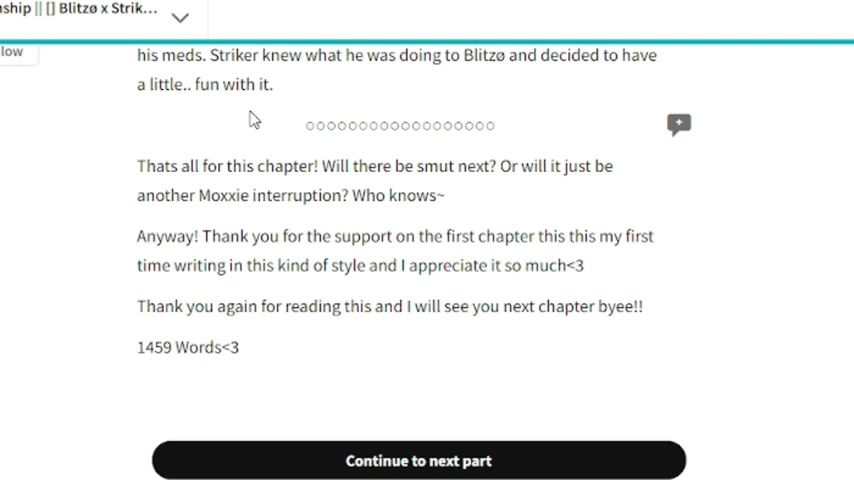 ship || [] Blitzø x Strik...
low
his meds. Striker knew what he was doing to Blitzø and decided to have
a little.. fun with it.
○○○○○○○○○○○○○○○○○○
+
Thats all for this chapter! Will there be smut next? Or will it just be
another Moxxie interruption? Who knows~
Anyway! Thank you for the support on the first chapter this this my first
time writing in this kind of style and I appreciate it so much<3
Thank you again for reading this and I will see you next chapter byee!!
1459 Words<3
Continue to next part